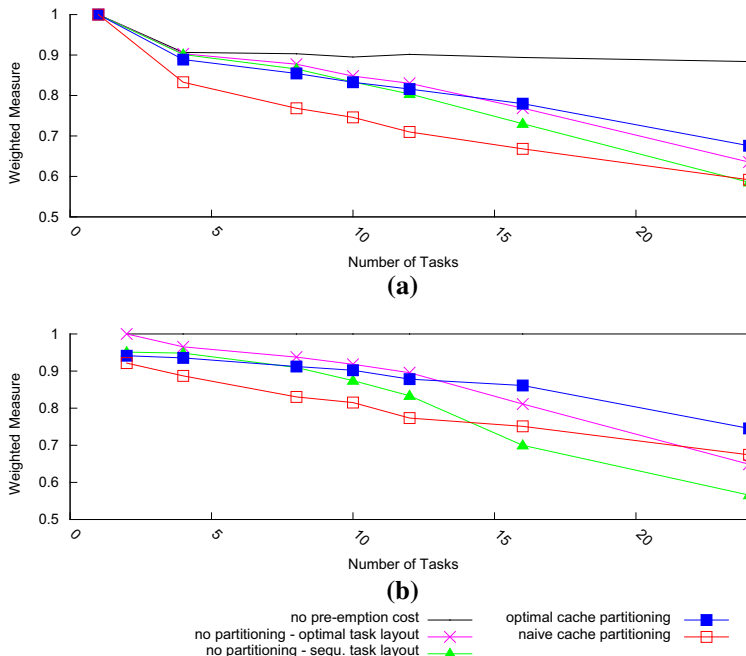 1
0.9
0.8
0.7
0.6
0.5
Weighted Measure
0 5 10 15 20
Number of Tasks
(a)
1
0.9
0.8
0.7
0.6
0.5
Weighted Measure
0 5 10 15 20
Number of Tasks
(b)
no pre-emption cost
no partitioning - optimal task layout
no partitioning - sequ. task layout
optimal cache partitioning
naive cache partitioning